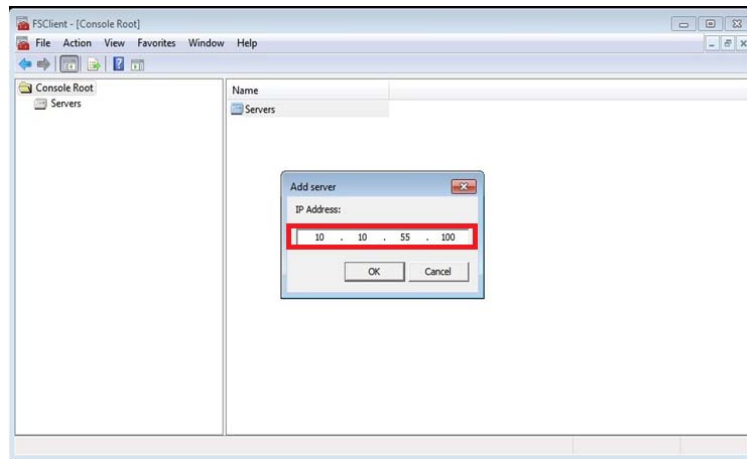 FSClient - [Console Root]
File Action View Favorites Window Help
Console Root
Servers
Name
Servers
Add server
IP Address:
10 . 10 . 55 . 100
OK Cancel